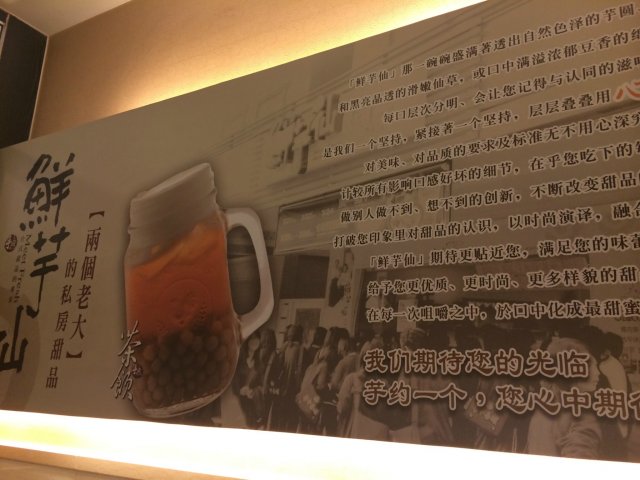 鮮芋仙
Meet Fresh
【兩個老大】
的私房甜品
茶饌
「鲜芋仙」那一碗碗盛满著透出自然色泽的芋圆
和黑亮品透的滑嫩仙草，或口中满溢浓郁豆香的
每口层次分明、会让您记得与认同的滋味
是我们一个坚持，紧接著一个坚持，层层叠叠用
对美味、对品质的要求及标准无不用心深究
计较所有影响口感好坏的细节，在乎您吃下的
做别人做不到、想不到的创新，不断改变甜品
打破您印象里对甜品的认识，以时尚演译，融合
「鲜芋仙」期待更贴近您，满足您的味蕾
给予您更优质、更时尚、更多样貌的甜
在每一次咀嚼之中，於口中化成最甜蜜
我们期待您的光临
芋约一个，您心中期待